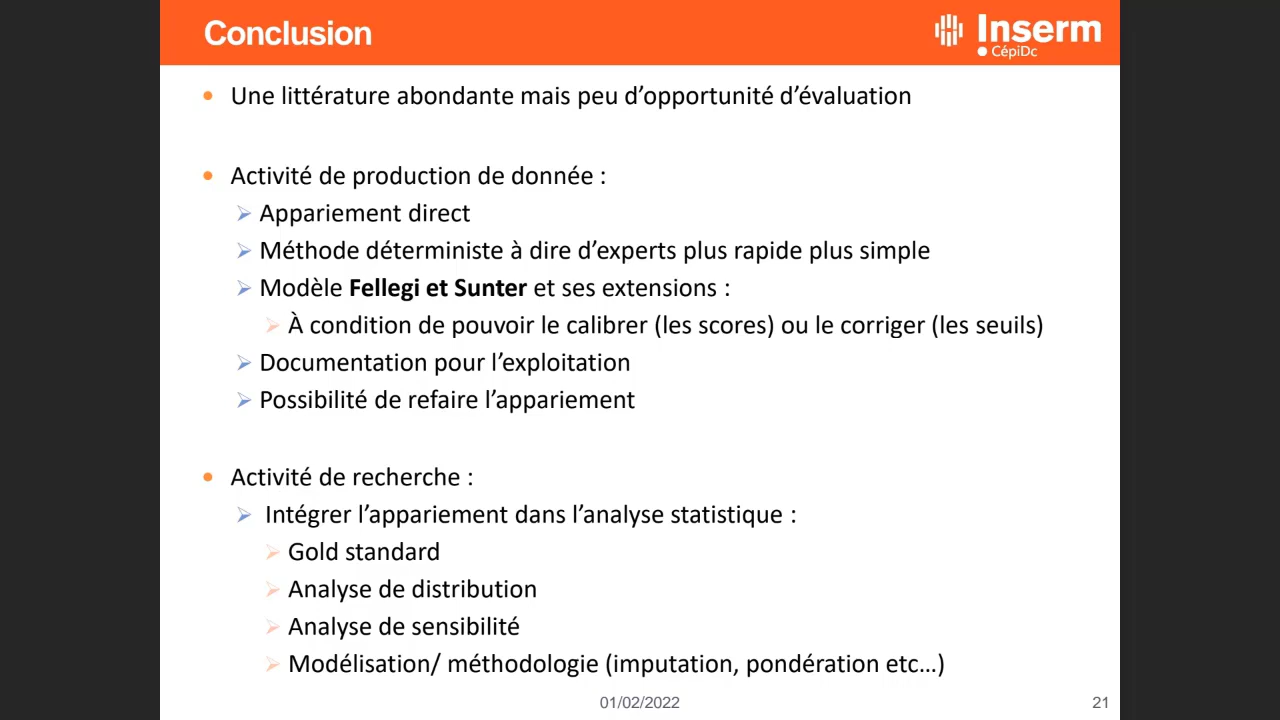 Conclusion
Inserm
CépiDc
Une littérature abondante mais peu d’opportunité d’évaluation
Activité de production de donnée :
Appariement direct
Méthode déterministe à dire d’experts plus rapide plus simple
Modèle Fellegi et Sunter et ses extensions :
À condition de pouvoir le calibrer (les scores) ou le corriger (les seuils)
Documentation pour l’exploitation
Possibilité de refaire l’appariement
Activité de recherche :
Intégrer l’appariement dans l’analyse statistique :
Gold standard
Analyse de distribution
Analyse de sensibilité
Modélisation/ méthodologie (imputation, pondération etc…)
01/02/2022
21